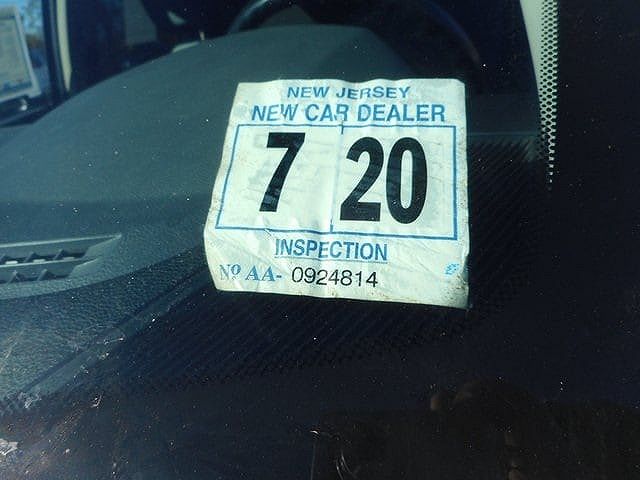 NEW JERSEY
NEW CAR DEALER
7 20
INSPECTION
Nº AA- 0924814